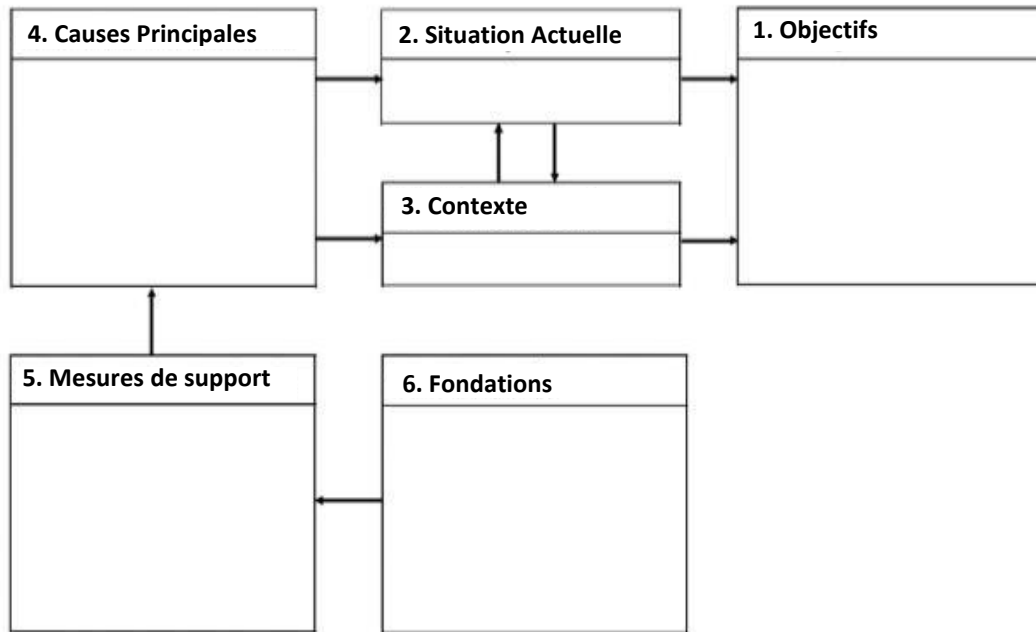 4. Causes Principales
2. Situation Actuelle
1. Objectifs
3. Contexte
5. Mesures de support
6. Fondations